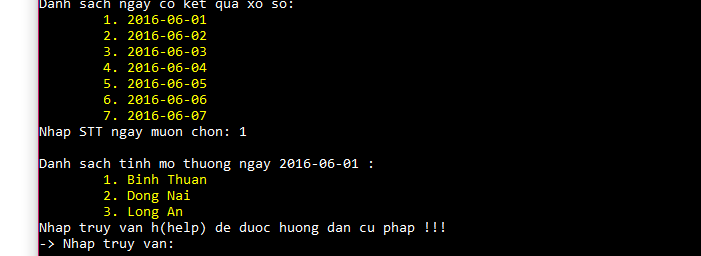 Danh sach ngay co ket qua xo so:
1. 2016-06-01
2. 2016-06-02
3. 2016-06-03
4. 2016-06-04
5. 2016-06-05
6. 2016-06-06
7. 2016-06-07
Nhap STT ngay muon chon: 1
Danh sach tinh mo thuong ngay 2016-06-01 :
1. Binh Thuan
2. Dong Nai
3. Long An
Nhap truy van h(help) de duoc huong dan cu phap !!!
-> Nhap truy van: